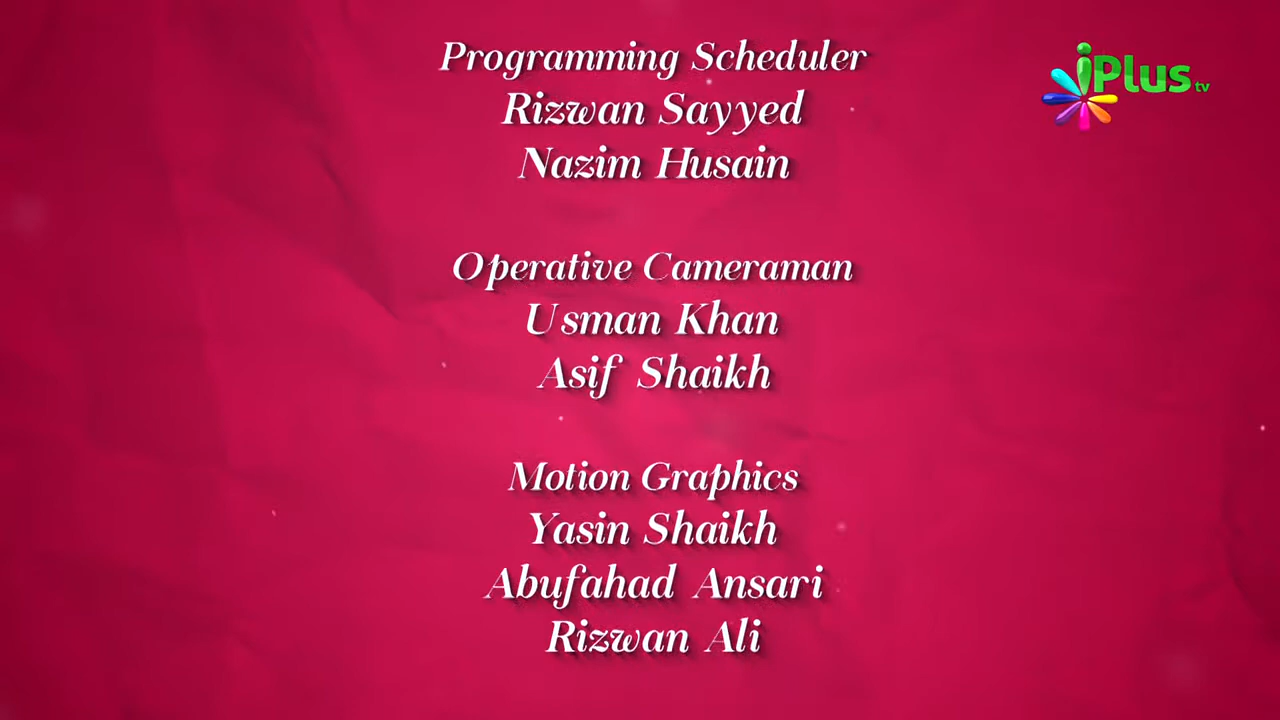 Programming Scheduler
iPlus tv
Rizwan Sayyed
Nazim Husain
Operative Cameraman
Usman Khan
Asif Shaikh
Motion Graphics
Yasin Shaikh
Abufahad Ansari
Rizwan Ali